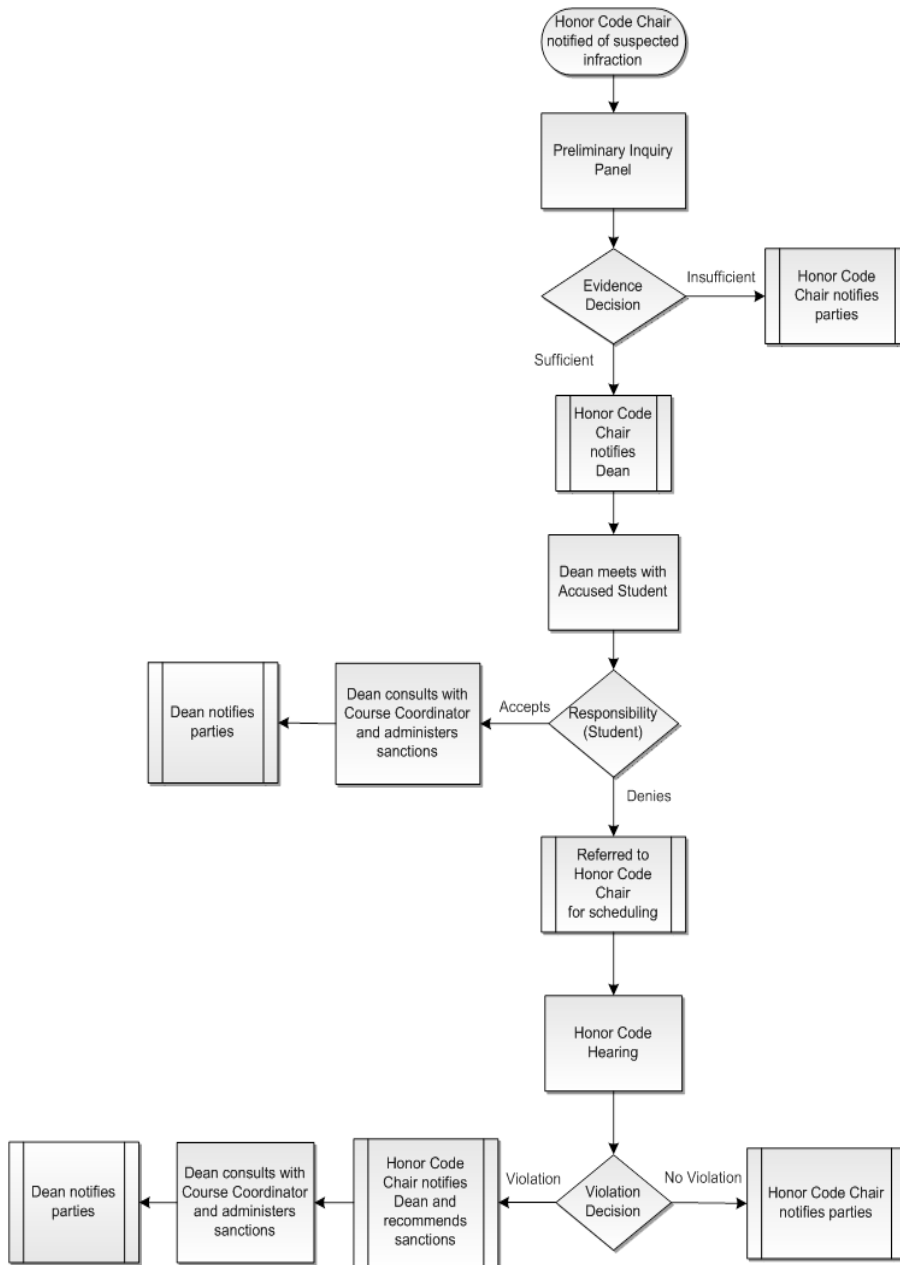 Honor Code Chair
notified of suspected
infraction
Preliminary Inquiry
Panel
Evidence
Decision
Insufficient
Honor Code
Chair notifies
parties
Sufficient
Honor Code
Chair
notifies
Dean
Dean meets with
Accused Student
Responsibility
(Student)
Accepts
Dean consults with
Course Coordinator
and administers
sanctions
Dean notifies
parties
Denies
Referred to
Honor Code
Chair
for scheduling
Honor Code
Hearing
Violation
Decision
Violation
Honor Code
Chair notifies
Dean and
recommends
sanctions
Dean consults with
Course Coordinator
and administers
sanctions
Dean notifies
parties
No Violation
Honor Code Chair
notifies parties